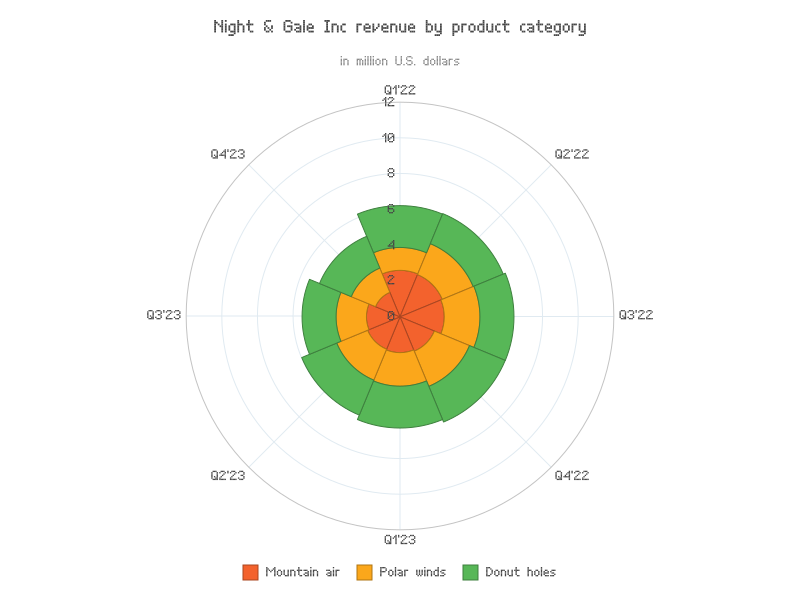 Night & Gale Inc revenue by product category
in million U.S. dollars
Q1'22
12
10
Q4'23
Q2'22
8
6
4
2
Q3'23
0
Q3'22
Q2'23
Q4'22
Q1'23
Mountain air Polar winds Donut holes